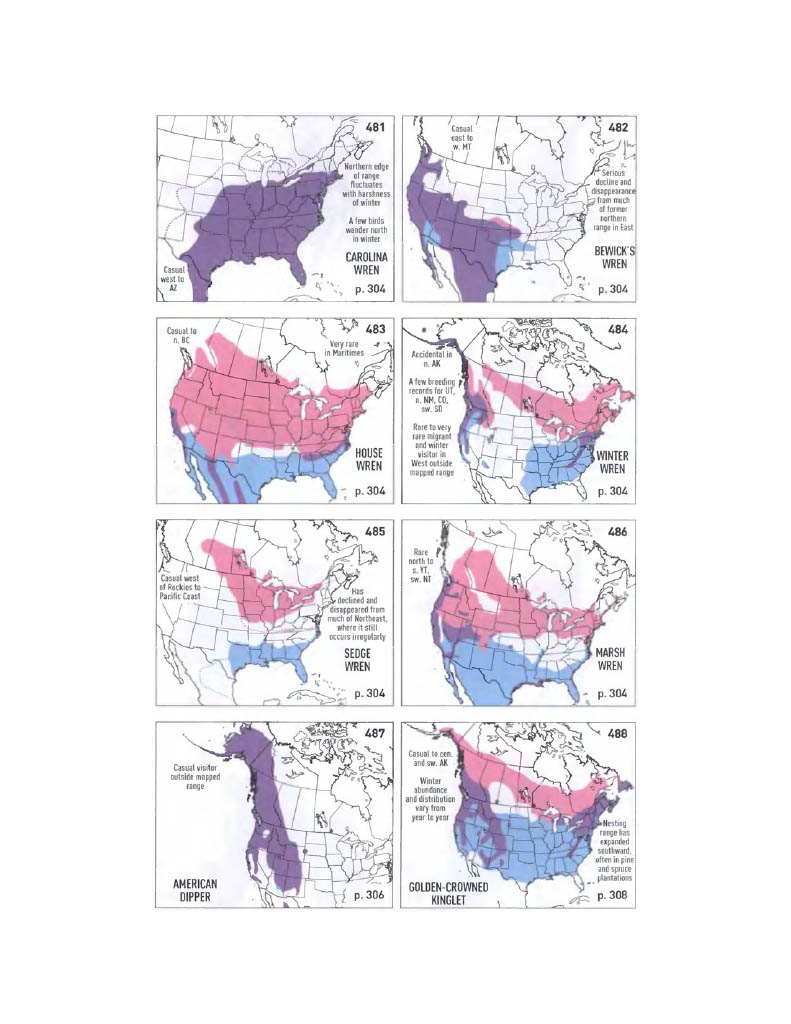 481
Northern edge
of range
fluctuates
with harshness
of winter
A few birds
wander north
in winter
CAROLINA
WREN
Casual
west to
AZ
p. 304
482
Casual
east to
w. MT
Serious
decline and
disappearance
from much
of former
northern
range in East
BEWICK'S
WREN
p. 304
483
Casual to
n. BC
Very rare
in Maritimes
HOUSE
WREN
p. 304
484
Accidental in
n. AK
A few breeding
records for UT,
n. NM, CO,
sw. SD
Rare to very
rare migrant
and winter
visitor in
West outside
mapped range
WINTER
WREN
p. 304
485
Casual west
of Rockies to
Pacific Coast
Has
declined and
disappeared from
much of Northeast,
where it still
occurs irregularly
SEDGE
WREN
p. 304
486
Rare
north to
s. YT,
sw. NT
MARSH
WREN
p. 304
487
Casual visitor
outside mapped
range
AMERICAN
DIPPER
p. 306
488
Casual to cen.
and sw. AK
Winter
abundance
and distribution
vary from
year to year
Nesting
range has
expanded
southward,
often in pine
and spruce
plantations
GOLDEN-CROWNED
KINGLET
p. 308